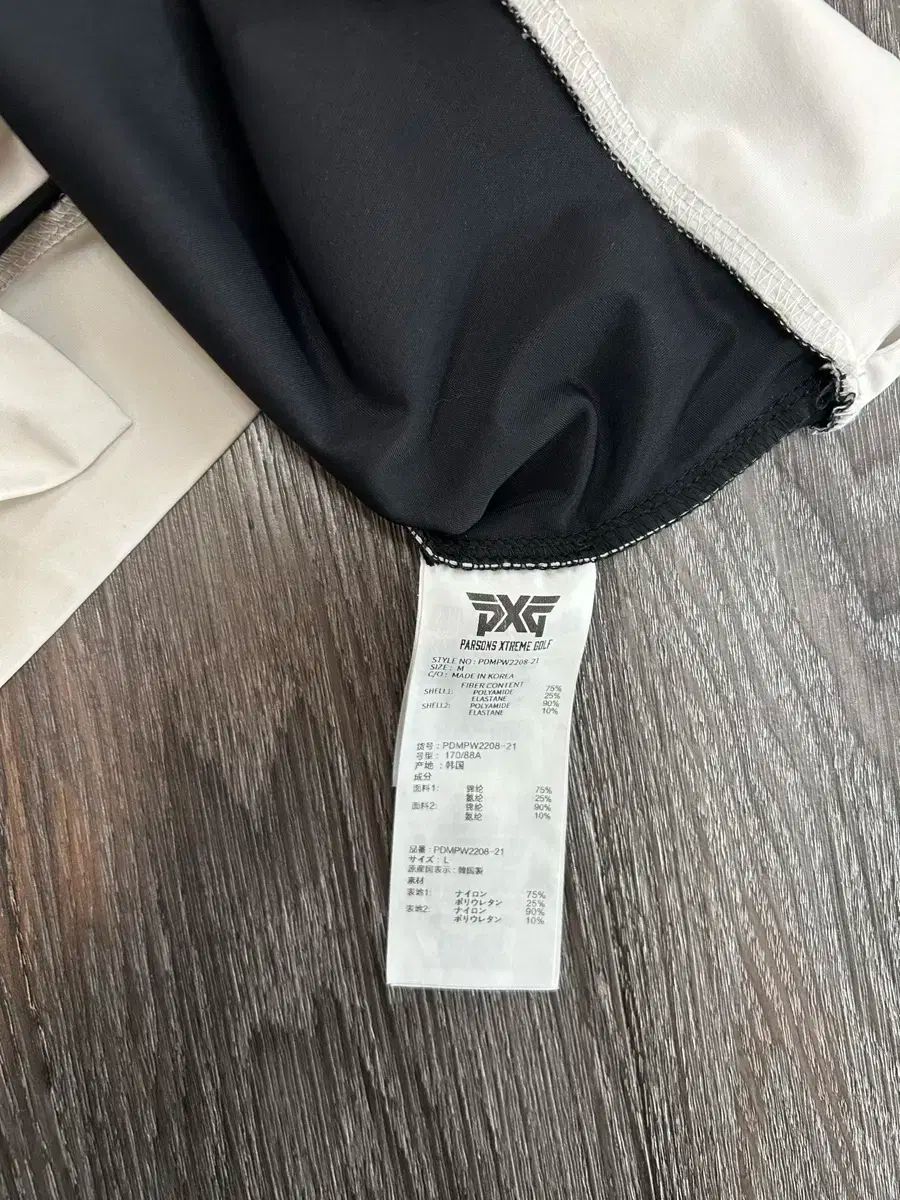 PXG
PARSONS XTREME GOLF
STYLE NO : PDMPW2208-21
SIZE : M
C/O : MADE IN KOREA
FIBER CONTENT
SHELL1: POLYAMIDE 75%
ELASTANE 25%
SHELL2: POLYAMIDE 90%
ELASTANE 10%
货号 : PDMPW2208-21
号型 : 170/88A
产地 : 韩国
成分
面料1: 锦纶 75%
氨纶 25%
面料2: 锦纶 90%
氨纶 10%
品番 : PDMPW2208-21
サイズ : L
原産国表示 : 韓国製
素材
表地1: ナイロン 75%
ポリウレタン 25%
表地2: ナイロン 90%
ポリウレタン 10%